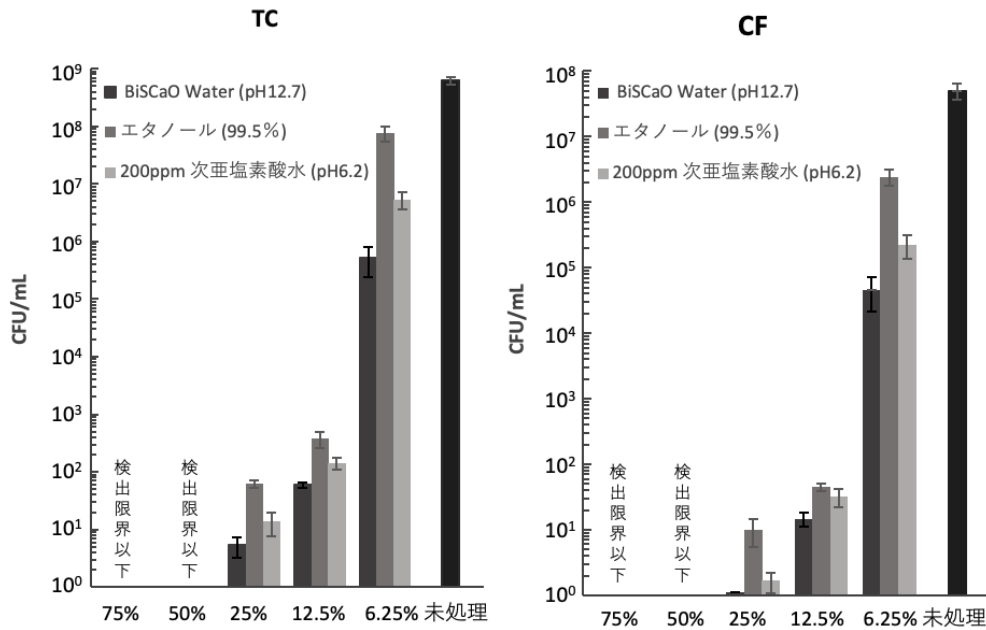 TC
10⁹
10⁸
10⁷
10⁶
10⁵
10⁴
10³
10²
10¹
10⁰
CFU/mL
BiSCaO Water (pH12.7)
エタノール (99.5%)
200ppm 次亜塩素酸水 (pH6.2)
検出限界以下
検出限界以下
75% 50% 25% 12.5% 6.25% 未処理
CF
10⁸
10⁷
10⁶
10⁵
10⁴
10³
10²
10¹
10⁰
CFU/mL
BiSCaO Water (pH12.7)
エタノール (99.5%)
200ppm 次亜塩素酸水 (pH6.2)
検出限界以下
検出限界以下
75% 50% 25% 12.5% 6.25% 未処理